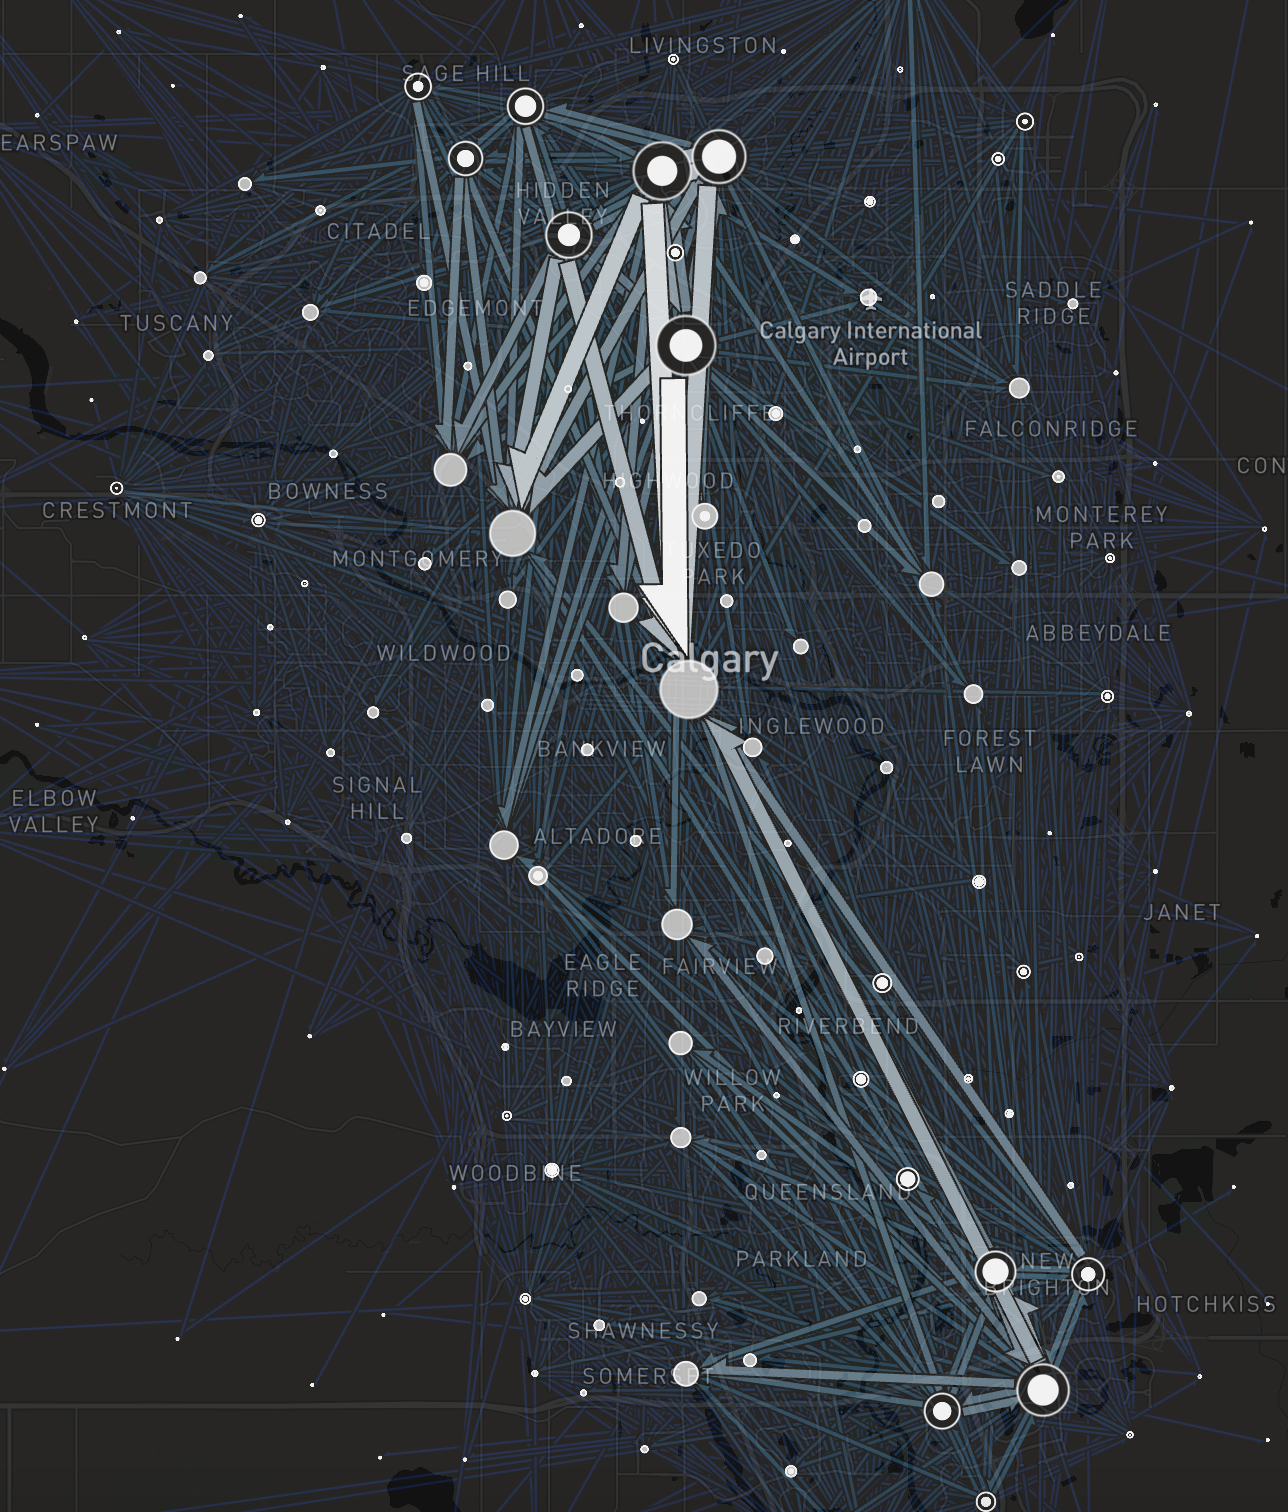 LIVINGSTON
SAGE HILL
EARSPAW
HIDDEN
VALLEY
CITADEL
EDGEMONT
TUSCANY
SADDLE
RIDGE
Calgary International
Airport
THORNCLIFFE
FALCONRIDGE
CON
HIGHWOOD
BOWNESS
CRESTMONT
MONTEREY
PARK
MONTGOMERY
UXEDO
PARK
ABBEYDALE
WILDWOOD
Calgary
INGLEWOOD
BANKVIEW
FOREST
LAWN
SIGNAL
HILL
ELBOW
VALLEY
ALTADORE
JANET
EAGLE
RIDGE
FAIRVIEW
BAYVIEW
RIVERBEND
WILLOW
PARK
WOODBINE
QUEENSLAND
PARKLAND
NEW
BRIGHTON
HOTCHKISS
SHAWNESSY
SOMERSET